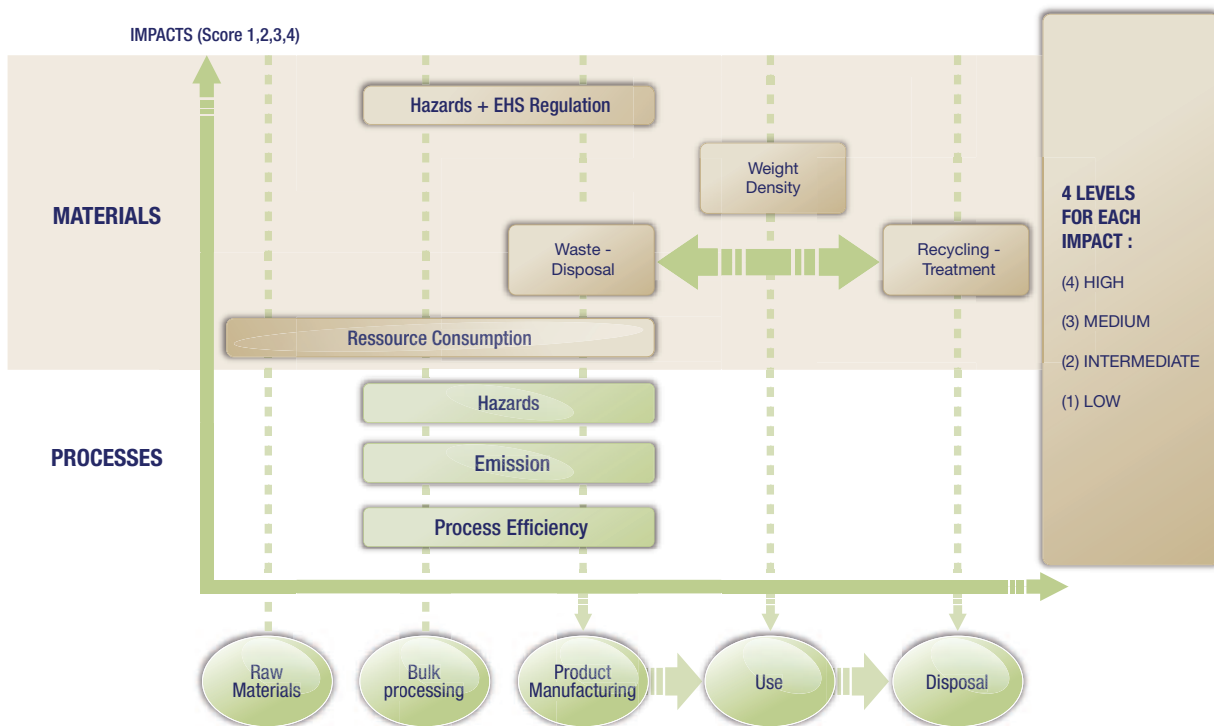 IMPACTS (Score 1,2,3,4)
Hazards + EHS Regulation
Weight
Density
MATERIALS
Waste -
Disposal
Recycling -
Treatment
Ressource Consumption
4 LEVELS
FOR EACH
IMPACT :
(4) HIGH
(3) MEDIUM
(2) INTERMEDIATE
(1) LOW
PROCESSES
Hazards
Emission
Process Efficiency
Raw
Materials
Bulk
processing
Product
Manufacturing
Use
Disposal